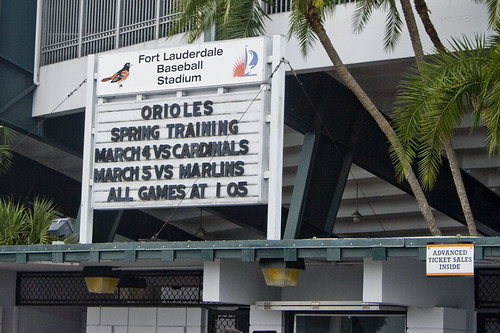 Fort Lauderdale
Baseball
Stadium
ORIOLES
SPRING TRAINING
MARCH 4 VS CARDINALS
MARCH 5 VS MARLINS
ALL GAMES AT 1 05
ADVANCED
TICKET SALES
INSIDE